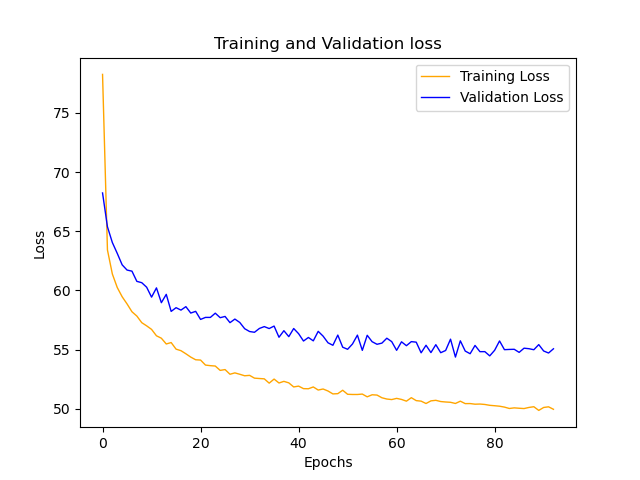 Training and Validation loss
Training Loss
Validation Loss
Loss
75
70
65
60
55
50
0 20 40 60 80
Epochs